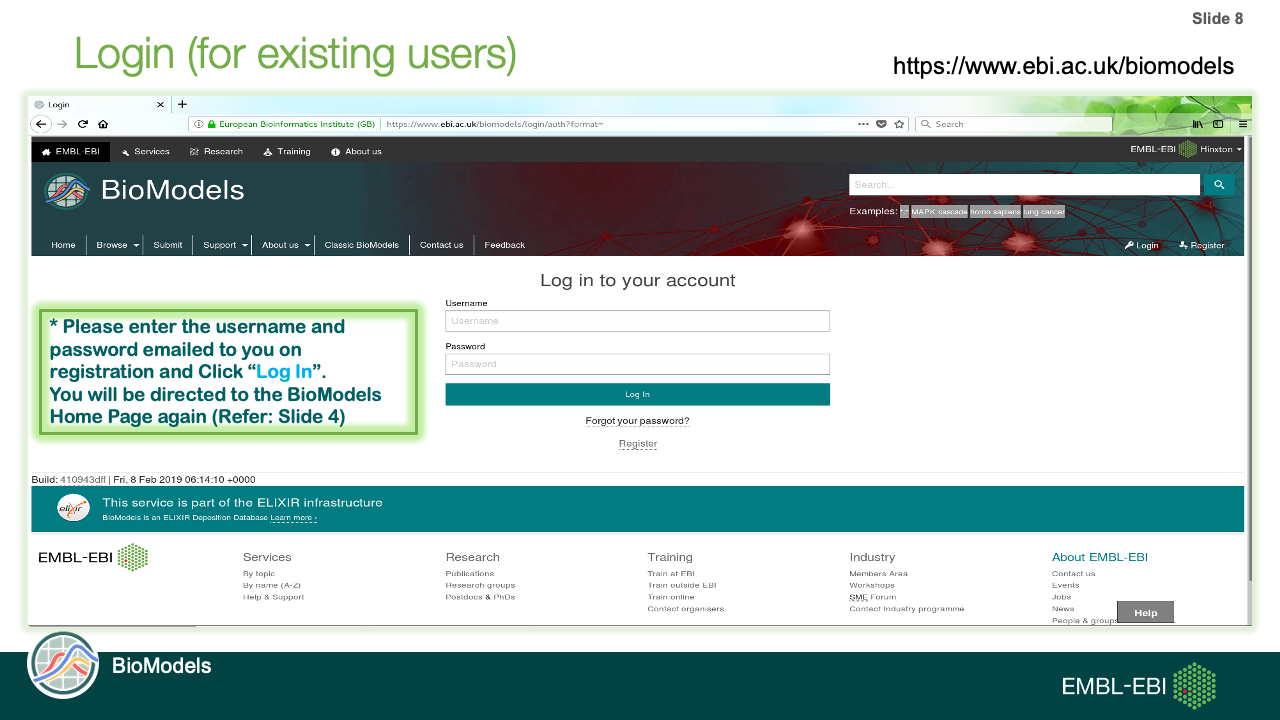 Slide 8
Login (for existing users)
https://www.ebi.ac.uk/biomodels
Login
European Bioinformatics Institute (GB)
https://www.ebi.ac.uk/biomodels/login/auth?format=
Search
EMBL-EBI Services Research Training About us
EMBL-EBI Hinxton
BioModels
Search...
Examples: MAPK cascade homo sapiens lung cancer
Home Browse Submit Support About us Classic BioModels Contact us Feedback
Login Register
Log in to your account
Username
Username
Password
Password
Log In
Forgot your password?
Register
* Please enter the username and
password emailed to you on
registration and Click “Log In”.
You will be directed to the BioModels
Home Page again (Refer: Slide 4)
Build: 410943dff | Fri, 8 Feb 2019 06:14:10 +0000
elixir
This service is part of the ELIXIR infrastructure
BioModels is an ELIXIR Deposition Database Learn more ›
EMBL-EBI
Services
By topic
By name (A-Z)
Help & Support
Research
Publications
Research groups
Postdocs & PhDs
Training
Train at EBI
Train outside EBI
Train online
Contact organisers
Industry
Members Area
Workshops
SME Forum
Contact Industry programme
About EMBL-EBI
Contact us
Events
Jobs
News
People & groups
Help
BioModels
EMBL-EBI